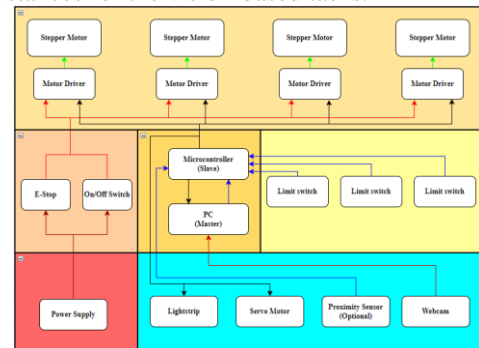 Stepper Motor
Stepper Motor
Stepper Motor
Stepper Motor
Motor Driver
Motor Driver
Motor Driver
Motor Driver
Microcontroller
(Slave)
E-Stop
On/Off Switch
Limit switch
Limit switch
Limit switch
PC
(Master)
Power Supply
Lightstrip
Servo Motor
Proximity Sensor
(Optional)
Webcam